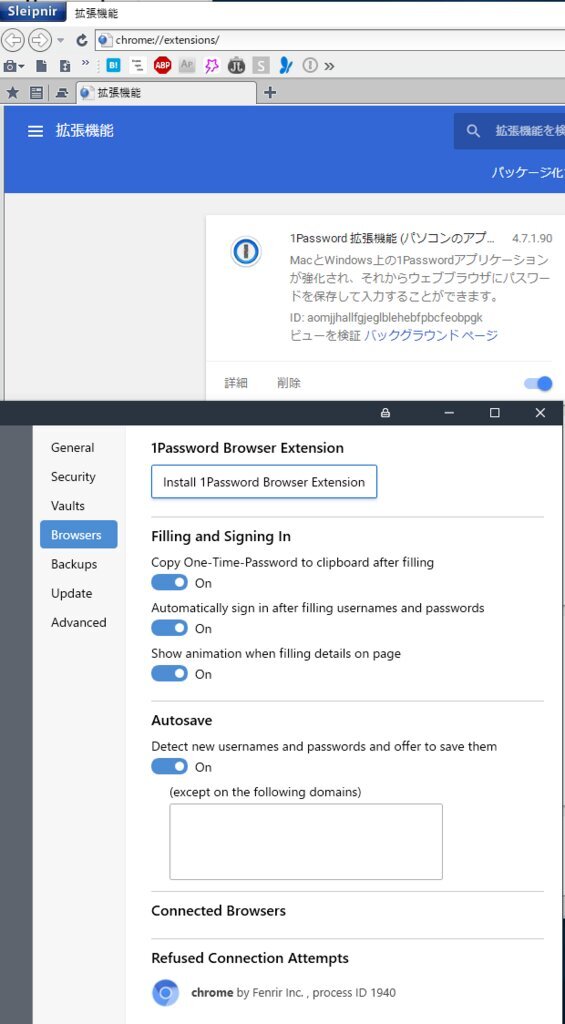 Sleipnir 拡張機能
chrome://extensions/
B! ABP Ap S
拡張機能
拡張機能
拡張機能を検
パッケージ化
1Password 拡張機能 (パソコンのアプ... 4.7.1.90
MacとWindows上の1Passwordアプリケーション
が強化され、それからウェブブラウザにパスワー
ドを保存して入力することができます。
ID: aomjjhallfgjeglblehebfpbcfeobpgk
ビューを検証 バックグラウンド ページ
詳細 削除
General
Security
Vaults
Browsers
Backups
Update
Advanced
1Password Browser Extension
Install 1Password Browser Extension
Filling and Signing In
Copy One-Time-Password to clipboard after filling
On
Automatically sign in after filling usernames and passwords
On
Show animation when filling details on page
On
Autosave
Detect new usernames and passwords and offer to save them
On
(except on the following domains)
Connected Browsers
Refused Connection Attempts
chrome by Fenrir Inc. , process ID 1940